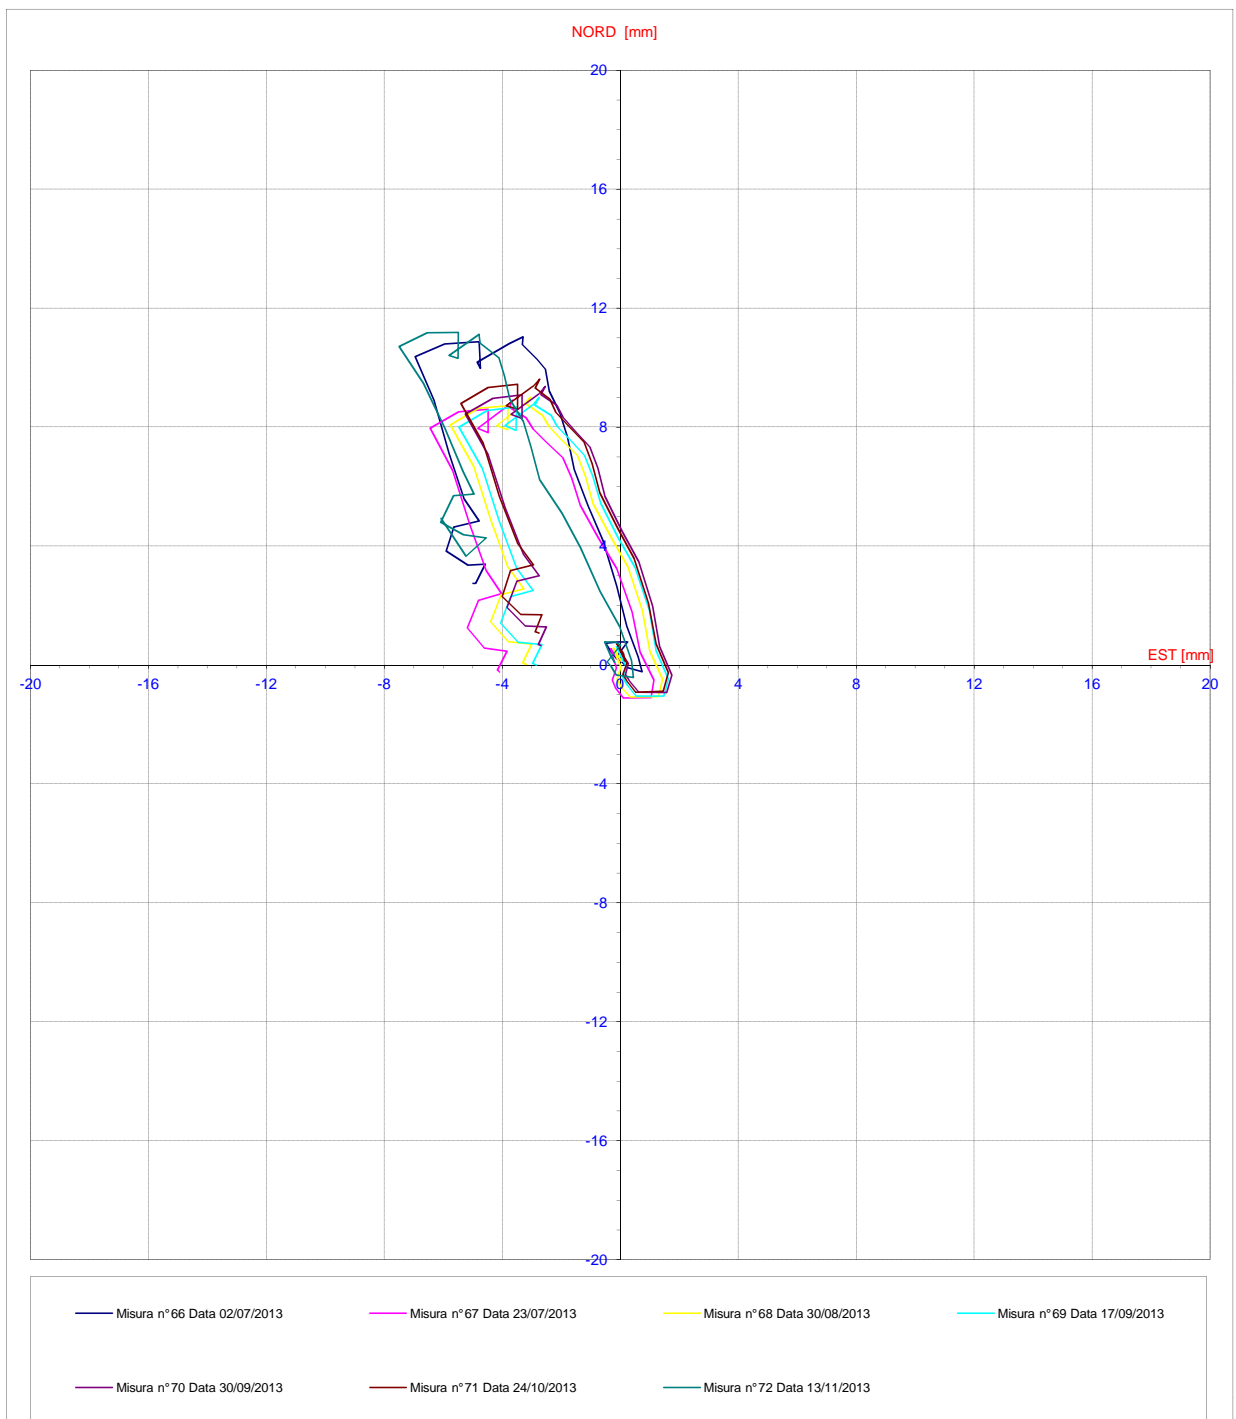 NORD [mm]
20
16
12
8
4
0
EST [mm]
-20
-16
-12
-8
-4
0
4
8
12
16
20
-4
-8
-12
-16
-20
Misura n°66 Data 02/07/2013
Misura n°67 Data 23/07/2013
Misura n°68 Data 30/08/2013
Misura n°69 Data 17/09/2013
Misura n°70 Data 30/09/2013
Misura n°71 Data 24/10/2013
Misura n°72 Data 13/11/2013